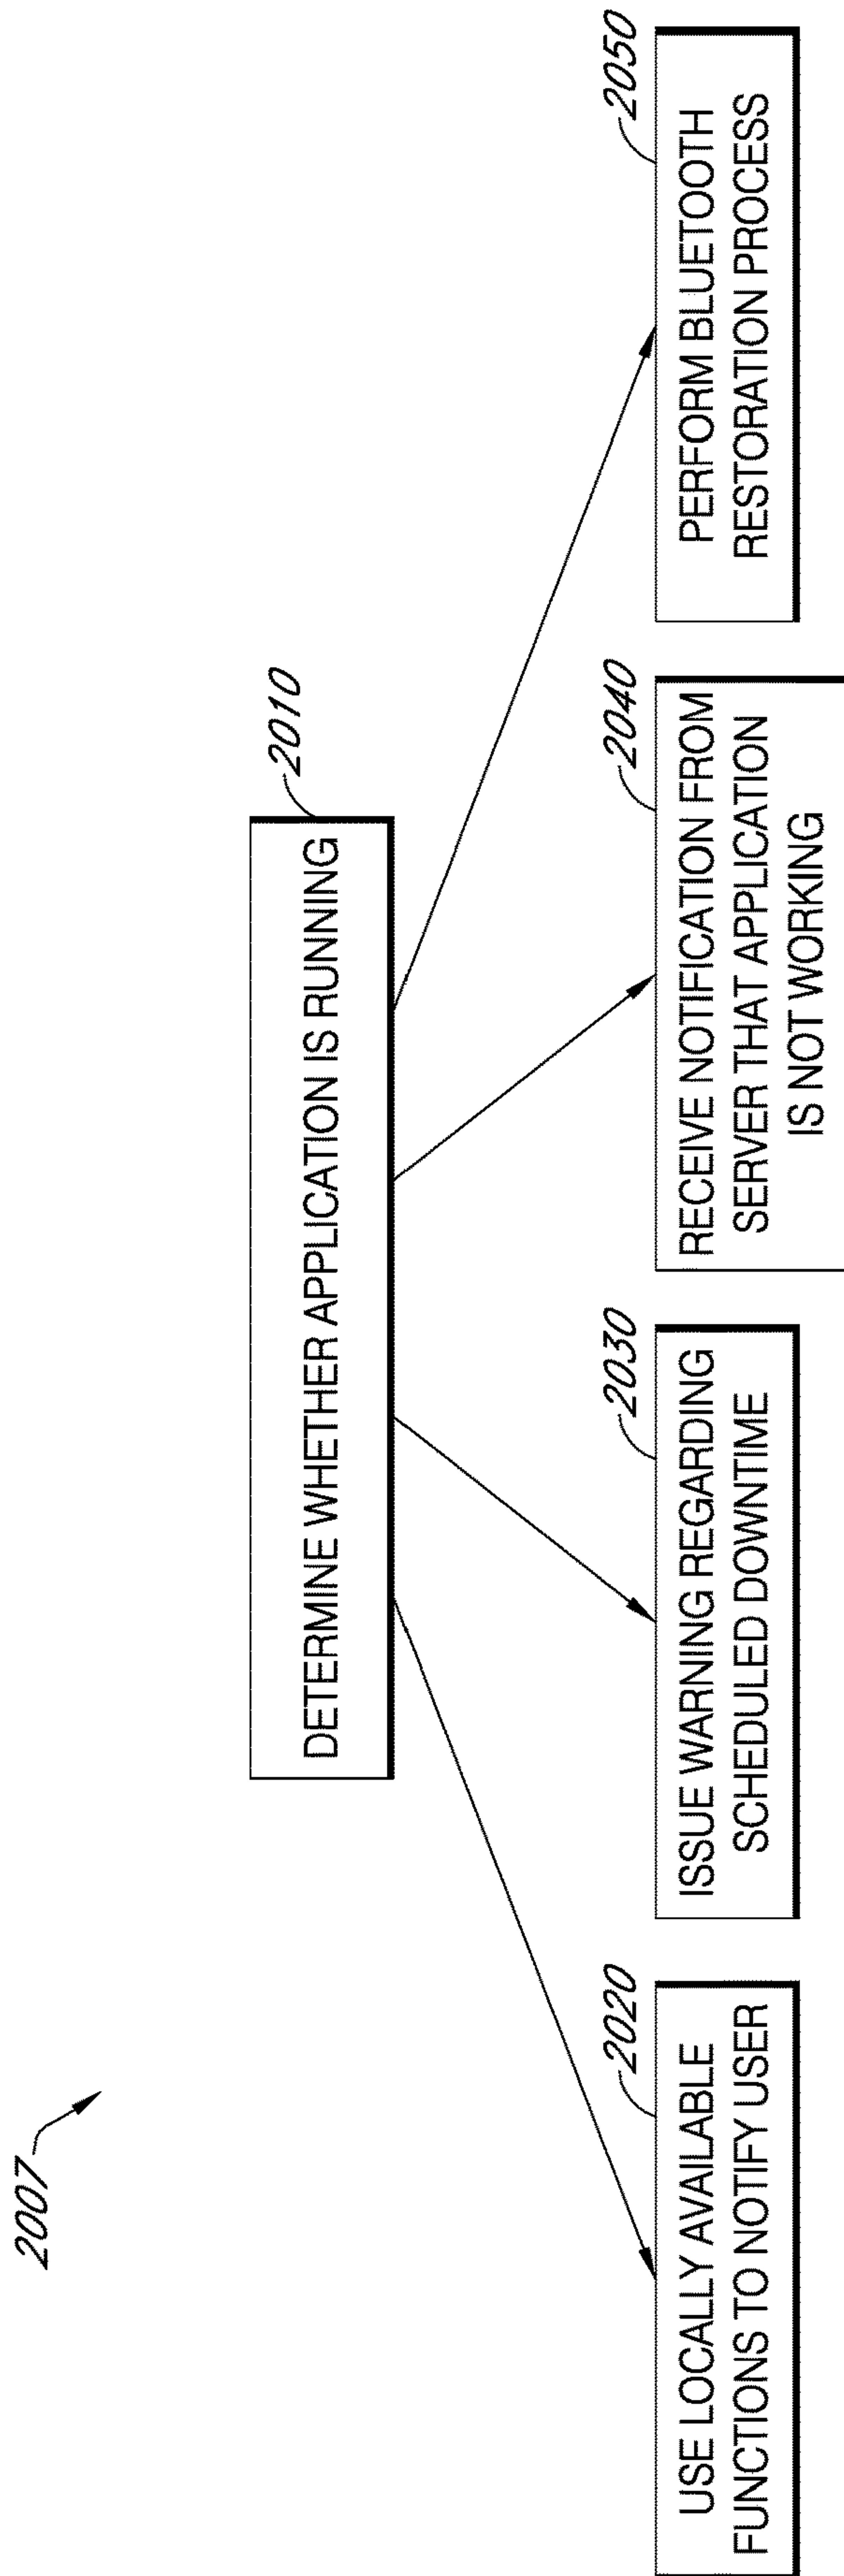 2007
2010
DETERMINE WHETHER APPLICATION IS RUNNING
2020
USE LOCALLY AVAILABLE
FUNCTIONS TO NOTIFY USER
2030
ISSUE WARNING REGARDING
SCHEDULED DOWNTIME
2040
RECEIVE NOTIFICATION FROM
SERVER THAT APPLICATION
IS NOT WORKING
2050
PERFORM BLUETOOTH
RESTORATION PROCESS